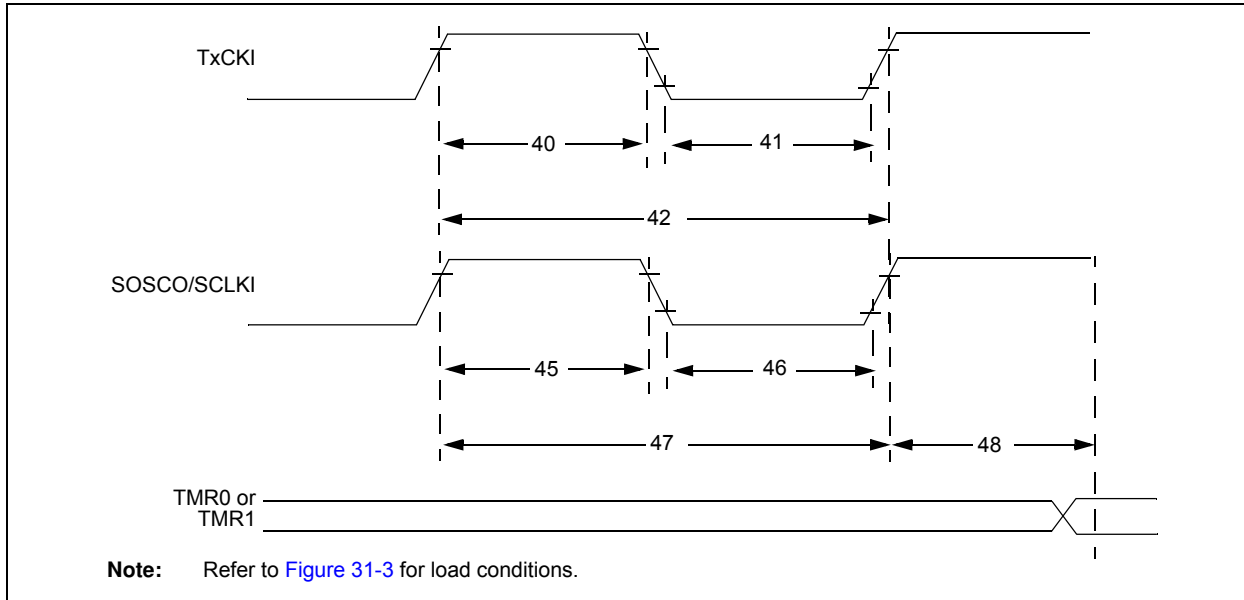 TxCKI
40
41
42
SOSCO/SCLKI
45
46
47
48
TMR0 or
TMR1
Note: Refer to Figure 31-3 for load conditions.